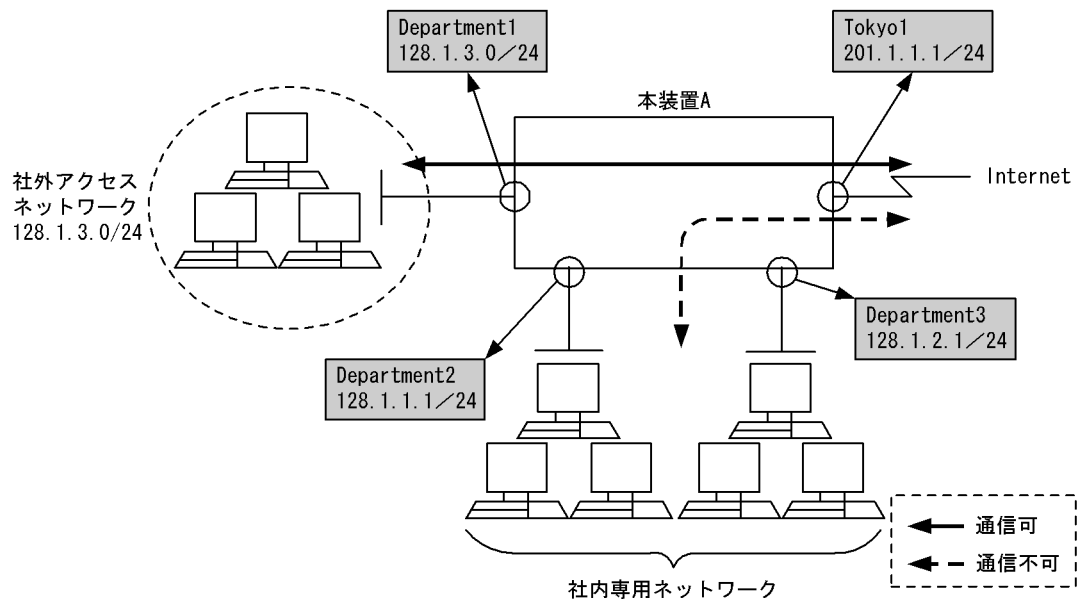 Department1
128.1.3.0／24
Tokyo1
201.1.1.1／24
本装置A
社外アクセス
ネットワーク
128.1.3.0/24
Internet
Department3
128.1.2.1／24
Department2
128.1.1.1／24
通信可
通信不可
社内専用ネットワーク